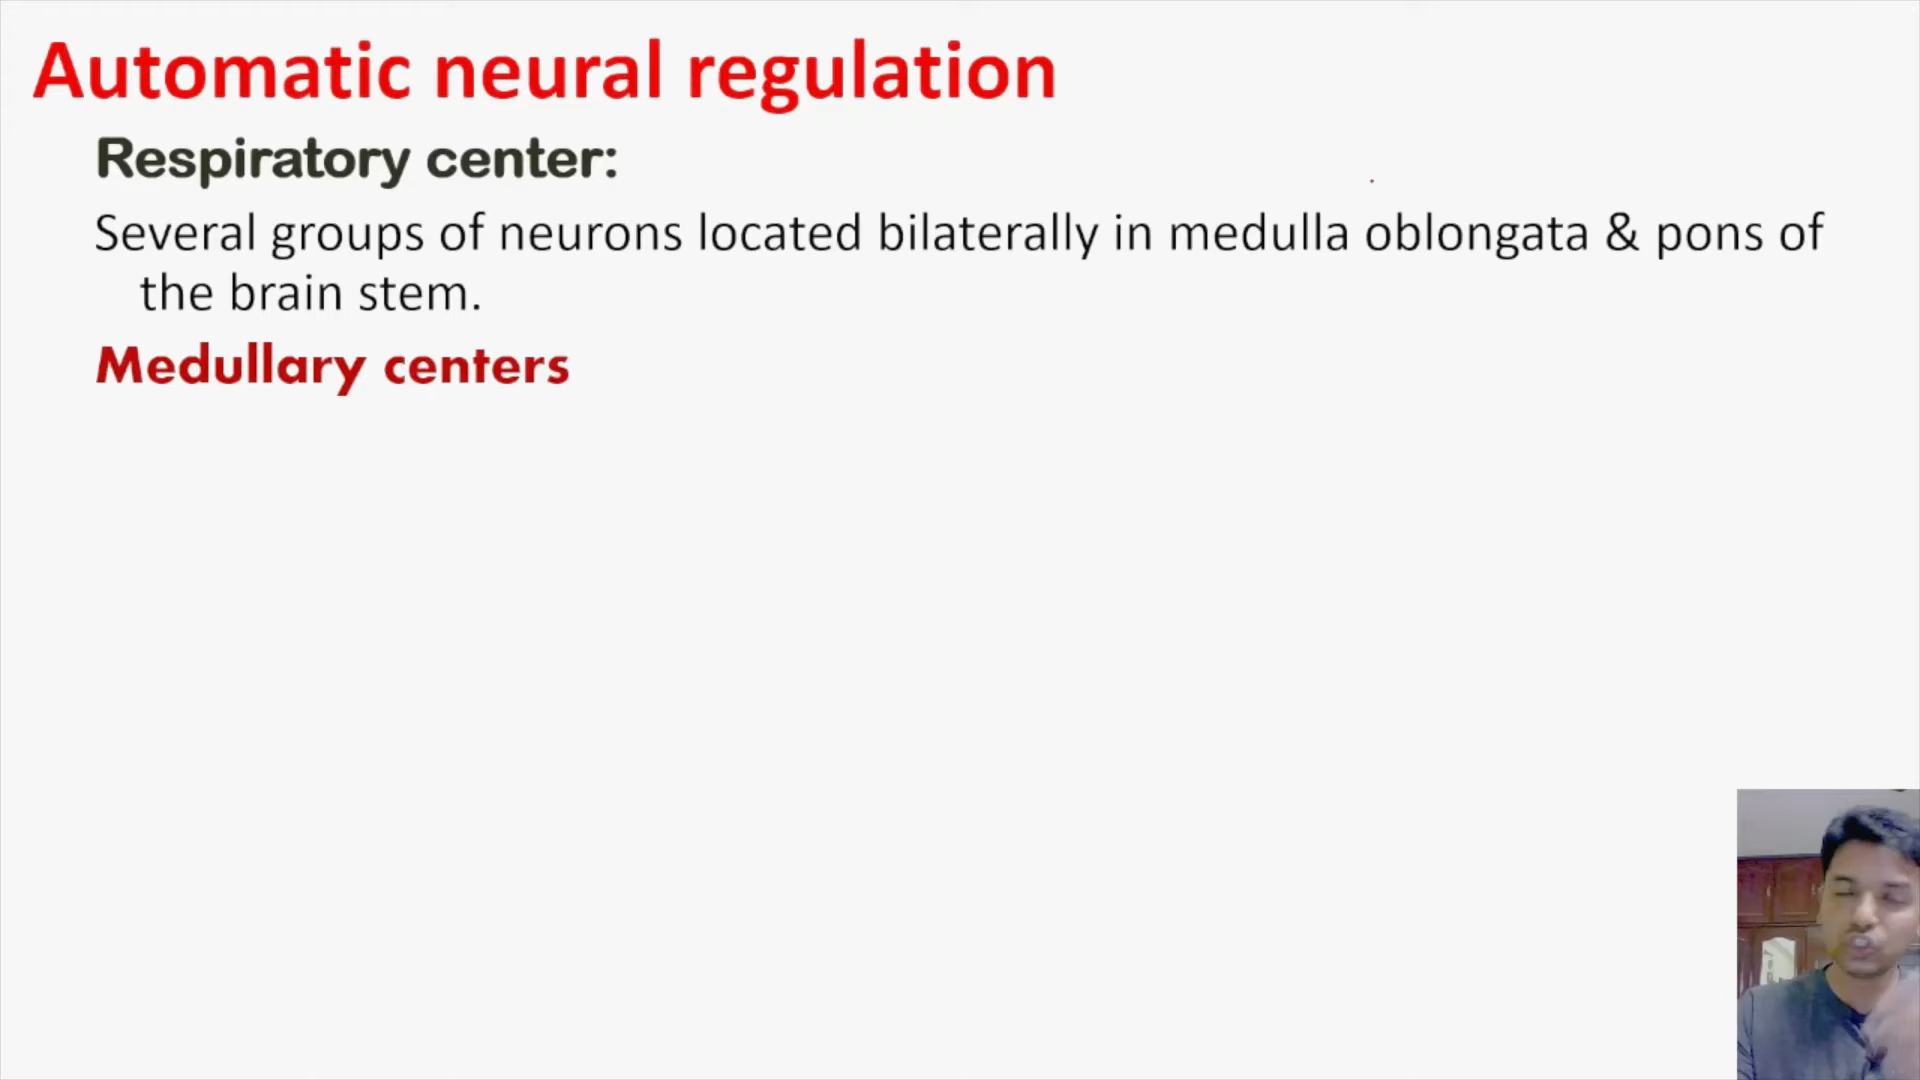 Automatic neural regulation
Respiratory center:
Several groups of neurons located bilaterally in medulla oblongata & pons of
the brain stem.
Medullary centers